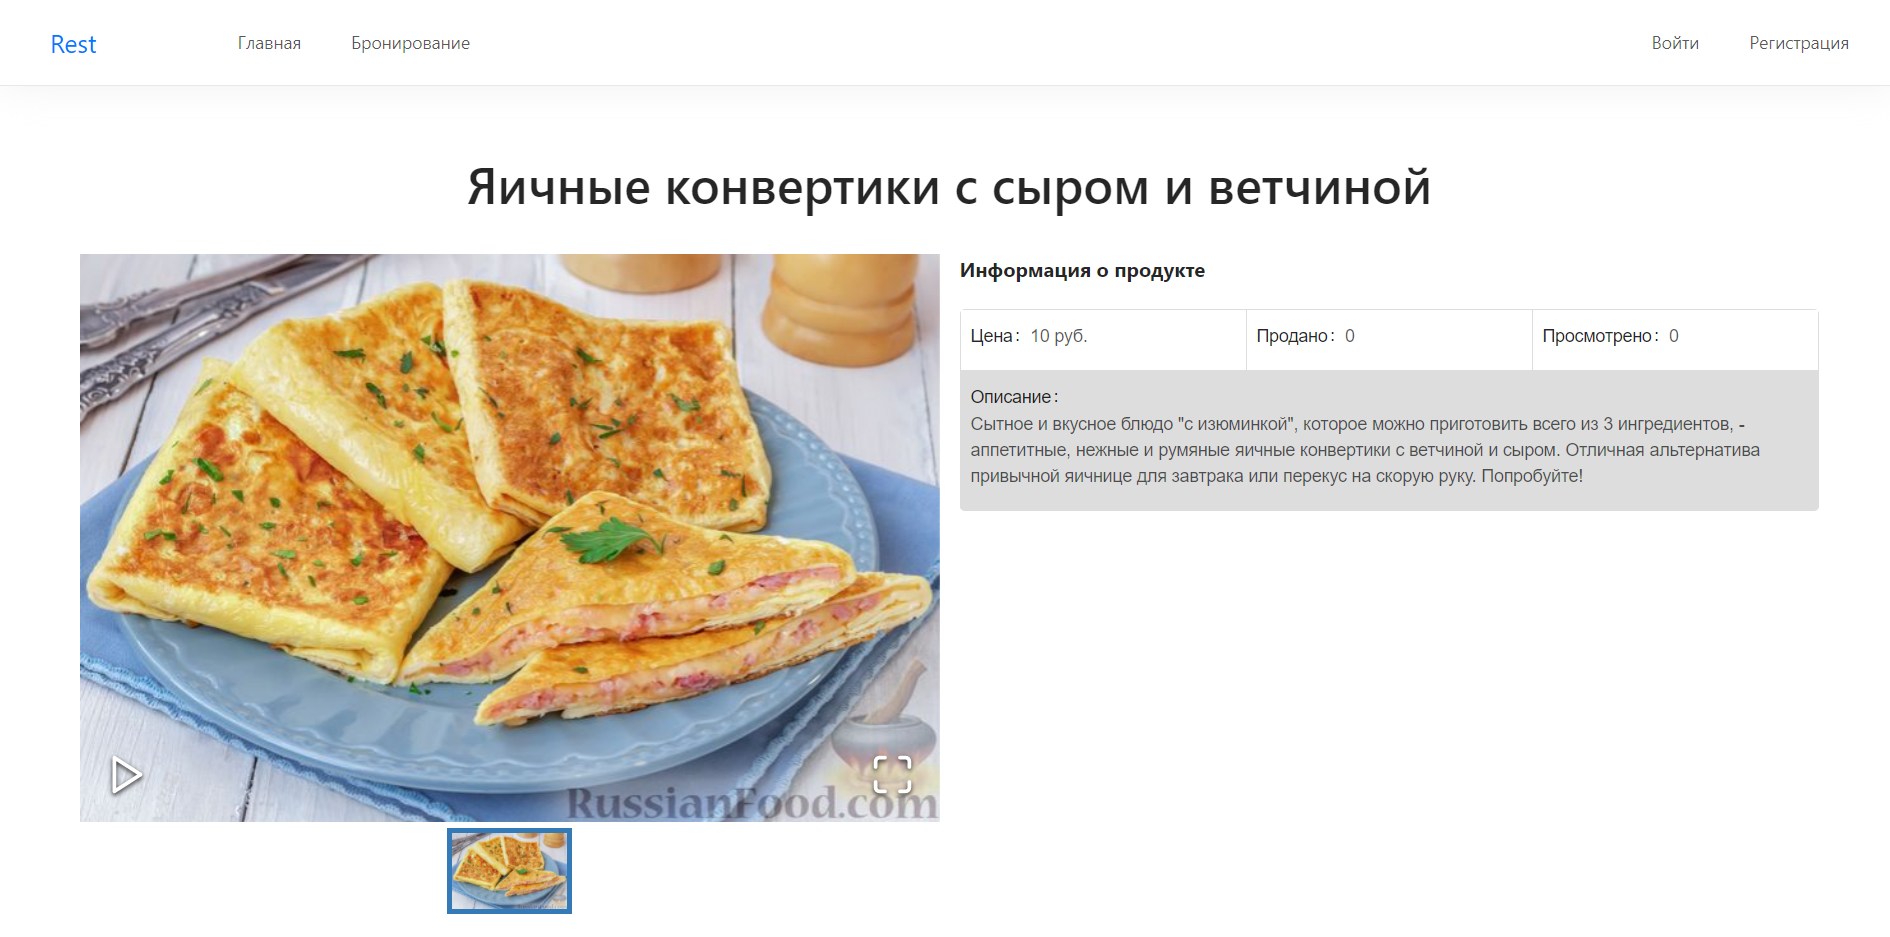 Rest
Главная
Бронирование
Войти
Регистрация
Яичные конвертики с сыром и ветчиной
Информация о продукте
Цена: 10 руб.
Продано: 0
Просмотрено: 0
Описание:
Сытное и вкусное блюдо "с изюминкой", которое можно приготовить всего из 3 ингредиентов, -
аппетитные, нежные и румяные яичные конвертики с ветчиной и сыром. Отличная альтернатива
привычной яичнице для завтрака или перекус на скорую руку. Попробуйте!
RussianFood.com